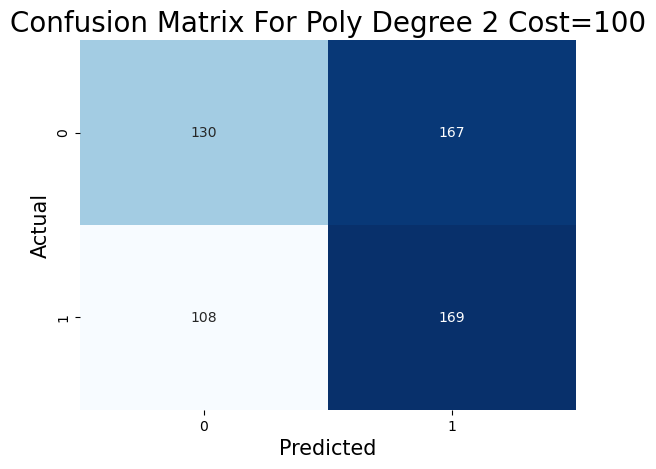 Confusion Matrix For Poly Degree 2 Cost=100
0
130
167
Actual
1
108
169
0
1
Predicted